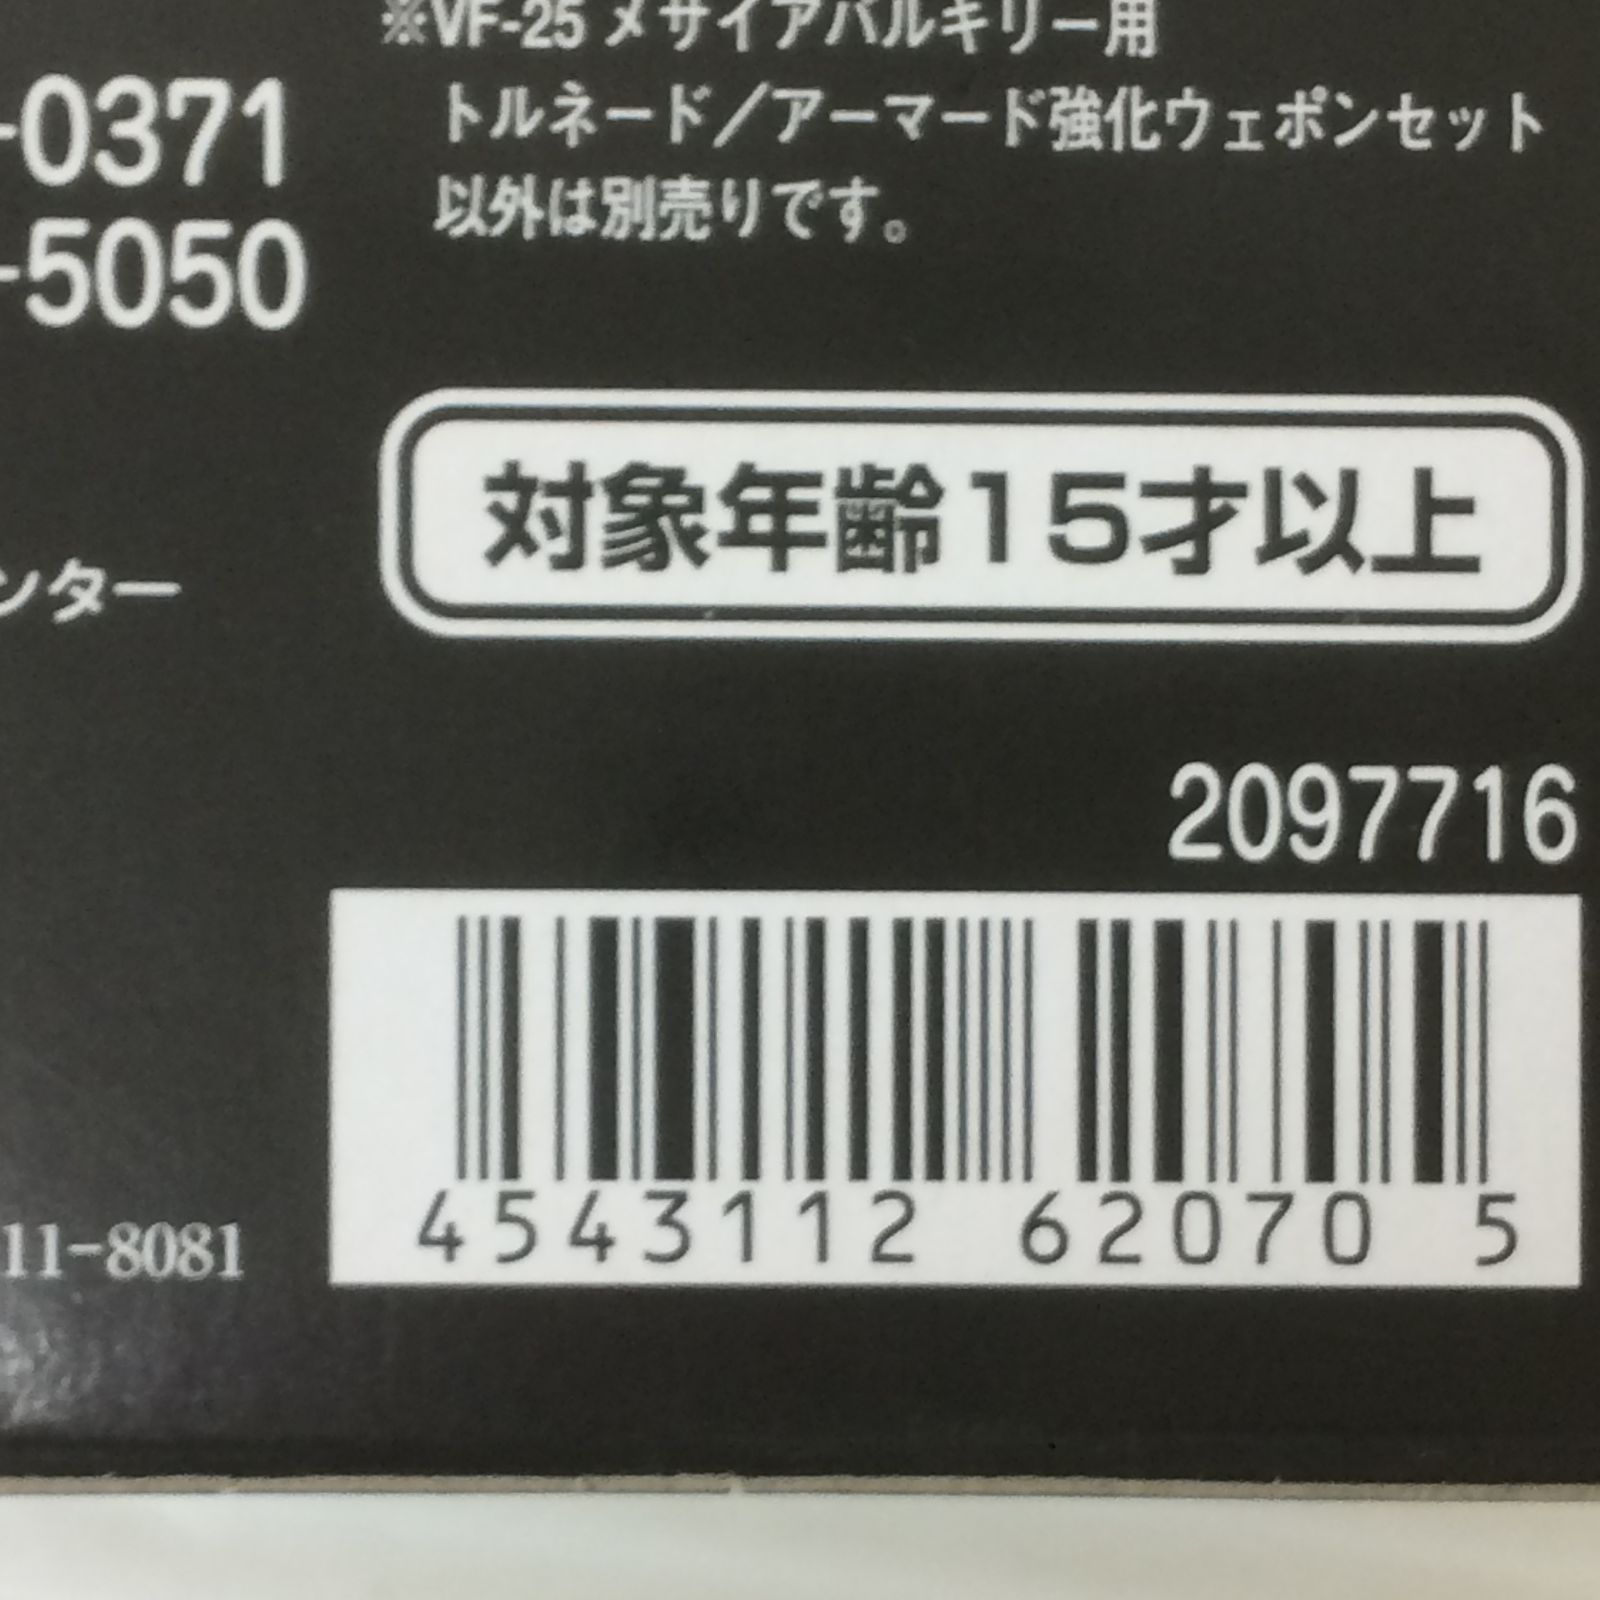 ※VF-25 メサイアバルキリー用
トルネード／アーマード強化ウェポンセット
以外は別売りです。
-0371
-5050
対象年齢15才以上
ンター
2097716
4543112 62070 5
11-8081